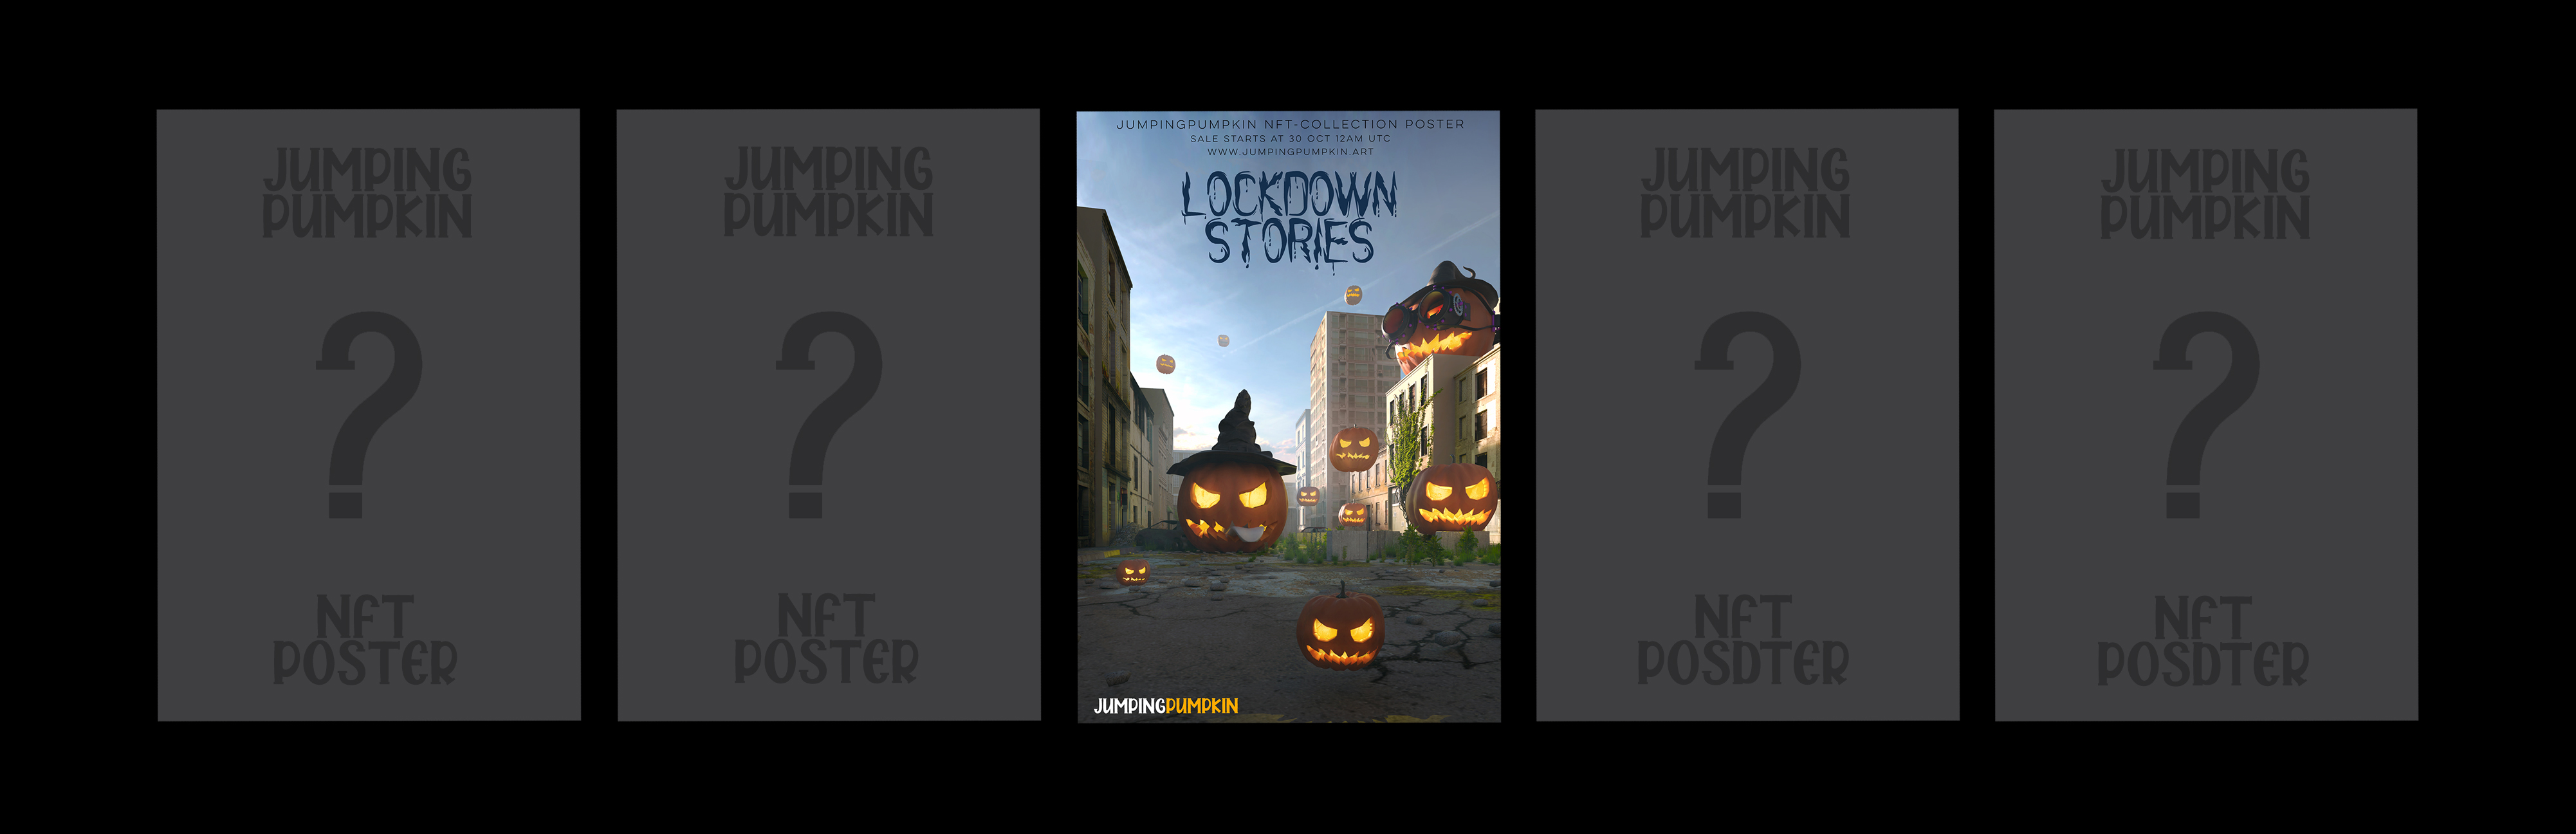 JUMPING
PUMPKIN
?
NFT
POSTER
JUMPING
PUMPKIN
?
NFT
POSTER
JUMPINGPUMPKIN NFT-COLLECTION POSTER
SALE STARTS AT 30 OCT 12AM UTC
WWW.JUMPINGPUMPKIN.ART
LOCKDOWN
STORIES
JUMPINGPUMPKIN
JUMPING
PUMPKIN
?
NFT
POSDTER
JUMPING
PUMPKIN
?
NFT
POSDTER